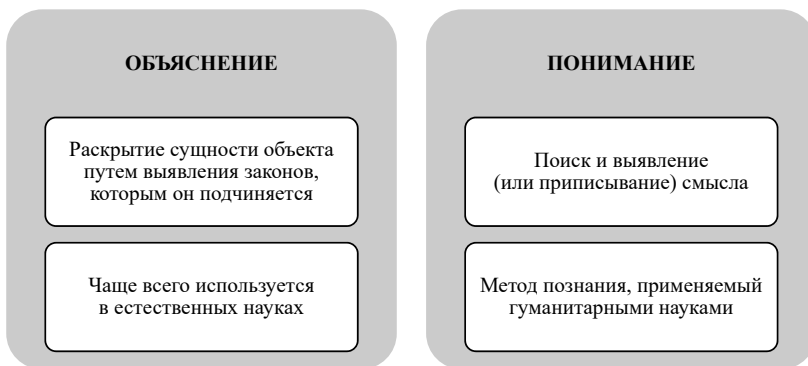 ОБЪЯСНЕНИЕ
Раскрытие сущности объекта
путем выявления законов,
которым он подчиняется
Чаще всего используется
в естественных науках
ПОНИМАНИЕ
Поиск и выявление
(или приписывание) смысла
Метод познания, применяемый
гуманитарными науками